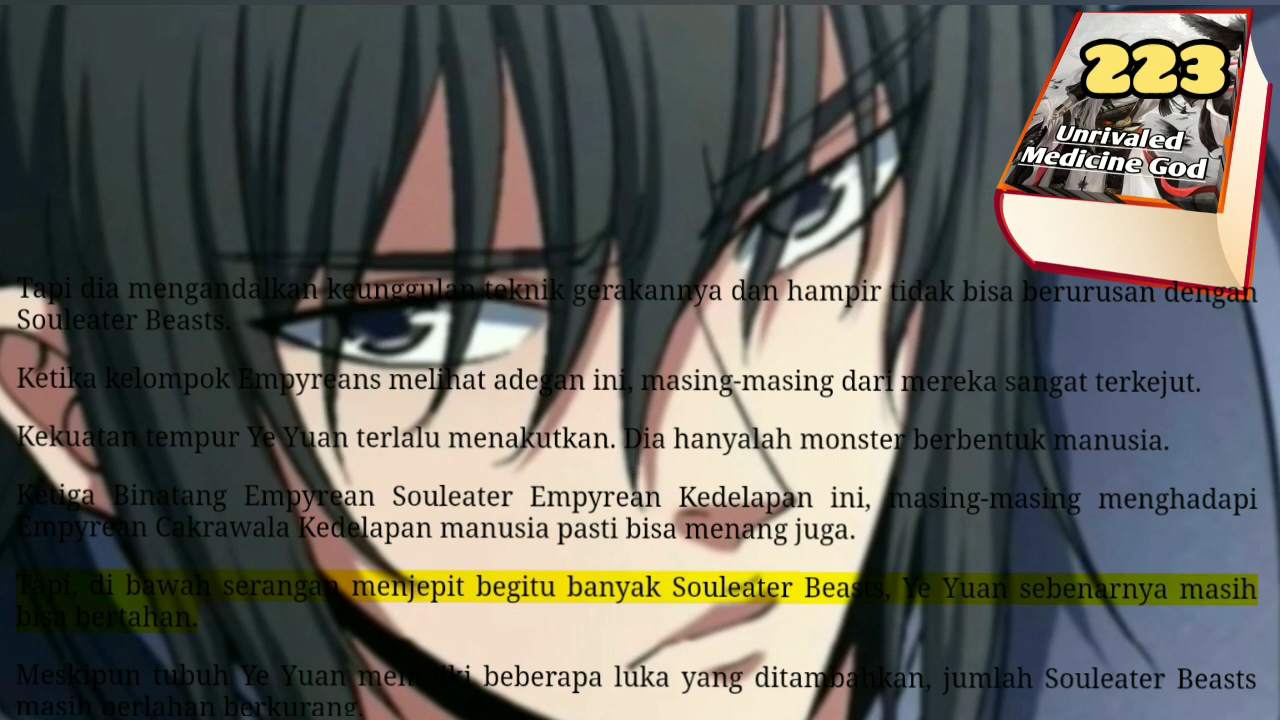 223
Unrivaled
Medicine God
Tapi dia mengandalkan keunggulan teknik gerakannya dan hampir tidak bisa berurusan dengan
Souleater Beasts.
Ketika kelompok Empyreans melihat adegan ini, masing-masing dari mereka sangat terkejut.
Kekuatan tempur Ye Yuan terlalu menakutkan. Dia hanyalah monster berbentuk manusia.
Ketiga Binatang Empyrean Souleater Empyrean Kedelapan ini, masing-masing menghadapi
Empyrean Cakrawala Kedelapan manusia pasti bisa menang juga.
Tapi, di bawah serangan menjepit begitu banyak Souleater Beasts, Ye Yuan sebenarnya masih
bisa bertahan.
Meskipun tubuh Ye Yuan memiliki beberapa luka yang ditambahkan, jumlah Souleater Beasts
masih perlahan berkurang.